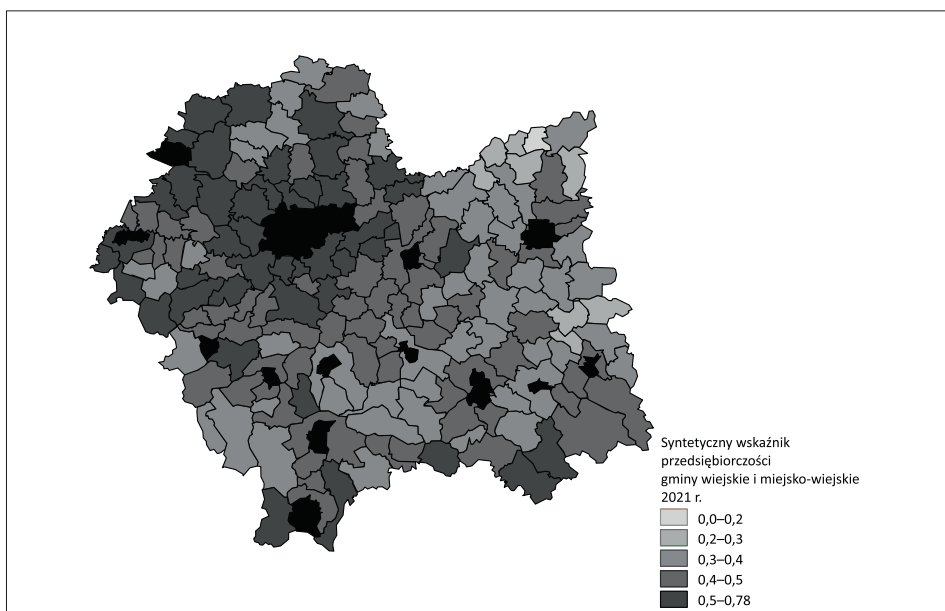 Syntetyczny wskaźnik
przedsiębiorczości
gminy wiejskie i miejsko-wiejskie
2021 r.
0,0–0,2
0,2–0,3
0,3–0,4
0,4–0,5
0,5–0,78